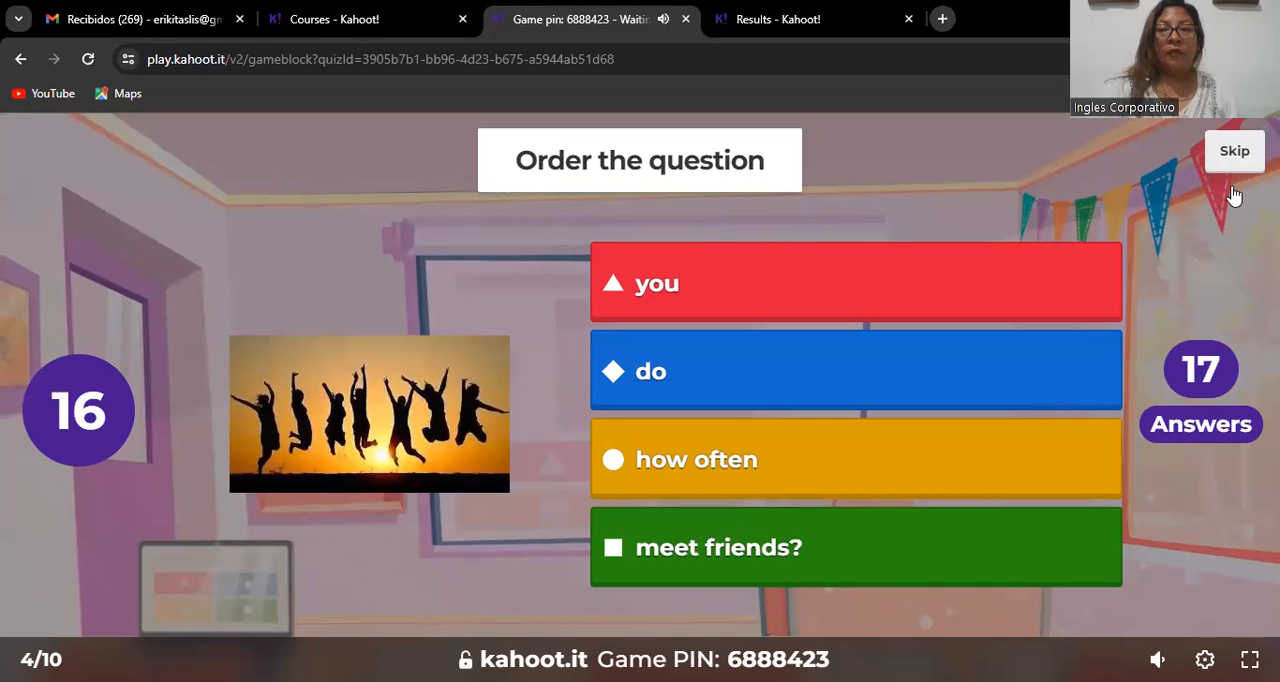 Recibidos (269) - erikitaslis@gm
Courses - Kahoot!
Game pin: 6888423 - Waitin
Results - Kahoot!
play.kahoot.it/v2/gameblock?quizId=3905b7b1-bb96-4d23-b675-a5944ab51d68
YouTube
Maps
Ingles Corporativo
Order the question
Skip
you
do
how often
meet friends?
16
17
Answers
4/10
kahoot.it Game PIN: 6888423